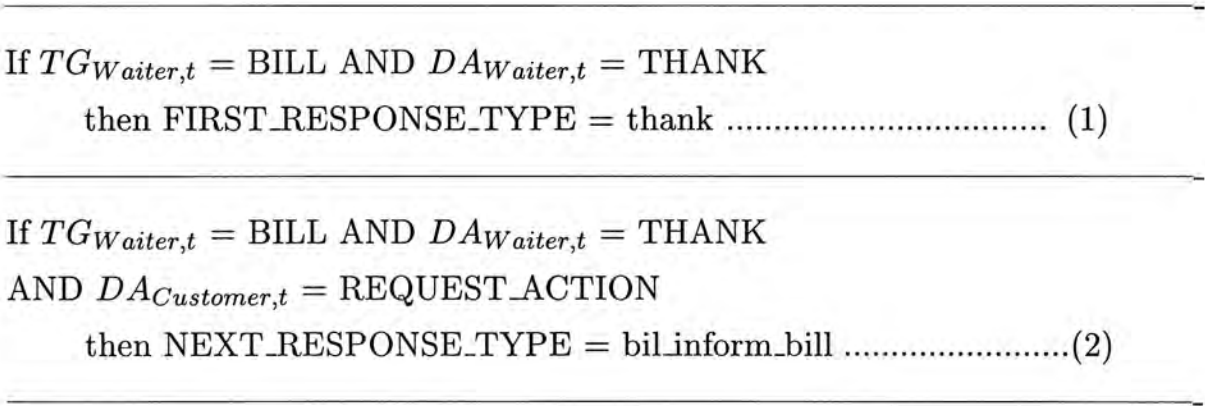 If TG_{Waiter,t} = BILL AND DA_{Waiter,t} = THANK
then FIRST_RESPONSE_TYPE = thank .................................. (1)
If TG_{Waiter,t} = BILL AND DA_{Waiter,t} = THANK
AND DA_{Customer,t} = REQUEST_ACTION
then NEXT_RESPONSE_TYPE = bil_inform_bill ........................(2)